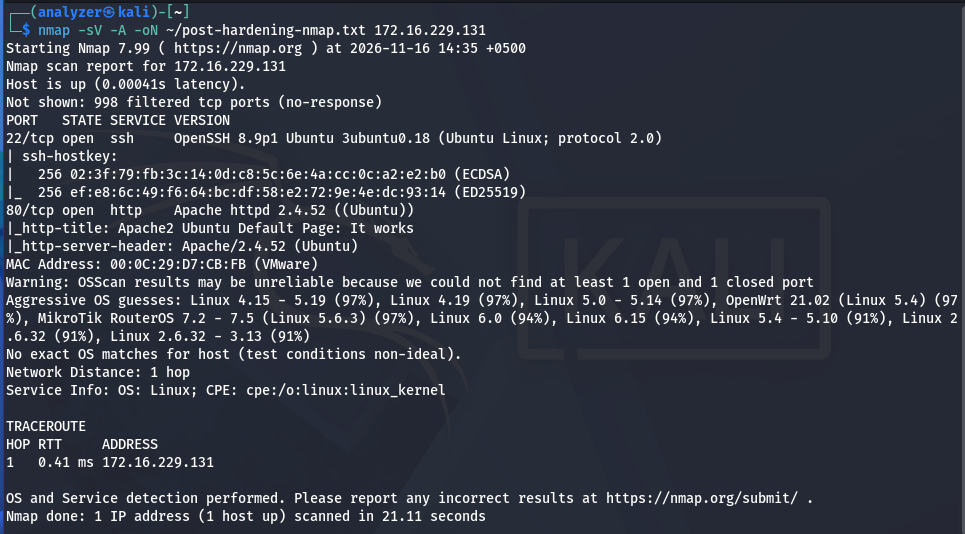 ┌──(analyzer㉿kali)-[~]
└─$ nmap -sV -A -oN ~/post-hardening-nmap.txt 172.16.229.131
Starting Nmap 7.99 ( https://nmap.org ) at 2026-11-16 14:35 +0500
Nmap scan report for 172.16.229.131
Host is up (0.00041s latency).
Not shown: 998 filtered tcp ports (no-response)
PORT   STATE SERVICE VERSION
22/tcp open  ssh     OpenSSH 8.9p1 Ubuntu 3ubuntu0.18 (Ubuntu Linux; protocol 2.0)
| ssh-hostkey:
|   256 02:3f:79:fb:3c:14:0d:c8:5c:6e:4a:cc:0c:a2:e2:b0 (ECDSA)
|_  256 ef:e8:6c:49:f6:64:bc:df:58:e2:72:9e:4e:dc:93:14 (ED25519)
80/tcp open  http    Apache httpd 2.4.52 ((Ubuntu))
|_http-title: Apache2 Ubuntu Default Page: It works
|_http-server-header: Apache/2.4.52 (Ubuntu)
MAC Address: 00:0C:29:D7:CB:FB (VMware)
Warning: OSScan results may be unreliable because we could not find at least 1 open and 1 closed port
Aggressive OS guesses: Linux 4.15 - 5.19 (97%), Linux 4.19 (97%), Linux 5.0 - 5.14 (97%), OpenWrt 21.02 (Linux 5.4) (97
%), MikroTik RouterOS 7.2 - 7.5 (Linux 5.6.3) (97%), Linux 6.0 (94%), Linux 6.15 (94%), Linux 5.4 - 5.10 (91%), Linux 2
.6.32 (91%), Linux 2.6.32 - 3.13 (91%)
No exact OS matches for host (test conditions non-ideal).
Network Distance: 1 hop
Service Info: OS: Linux; CPE: cpe:/o:linux:linux_kernel

TRACEROUTE
HOP RTT     ADDRESS
1   0.41 ms 172.16.229.131

OS and Service detection performed. Please report any incorrect results at https://nmap.org/submit/ .
Nmap done: 1 IP address (1 host up) scanned in 21.11 seconds
KALI